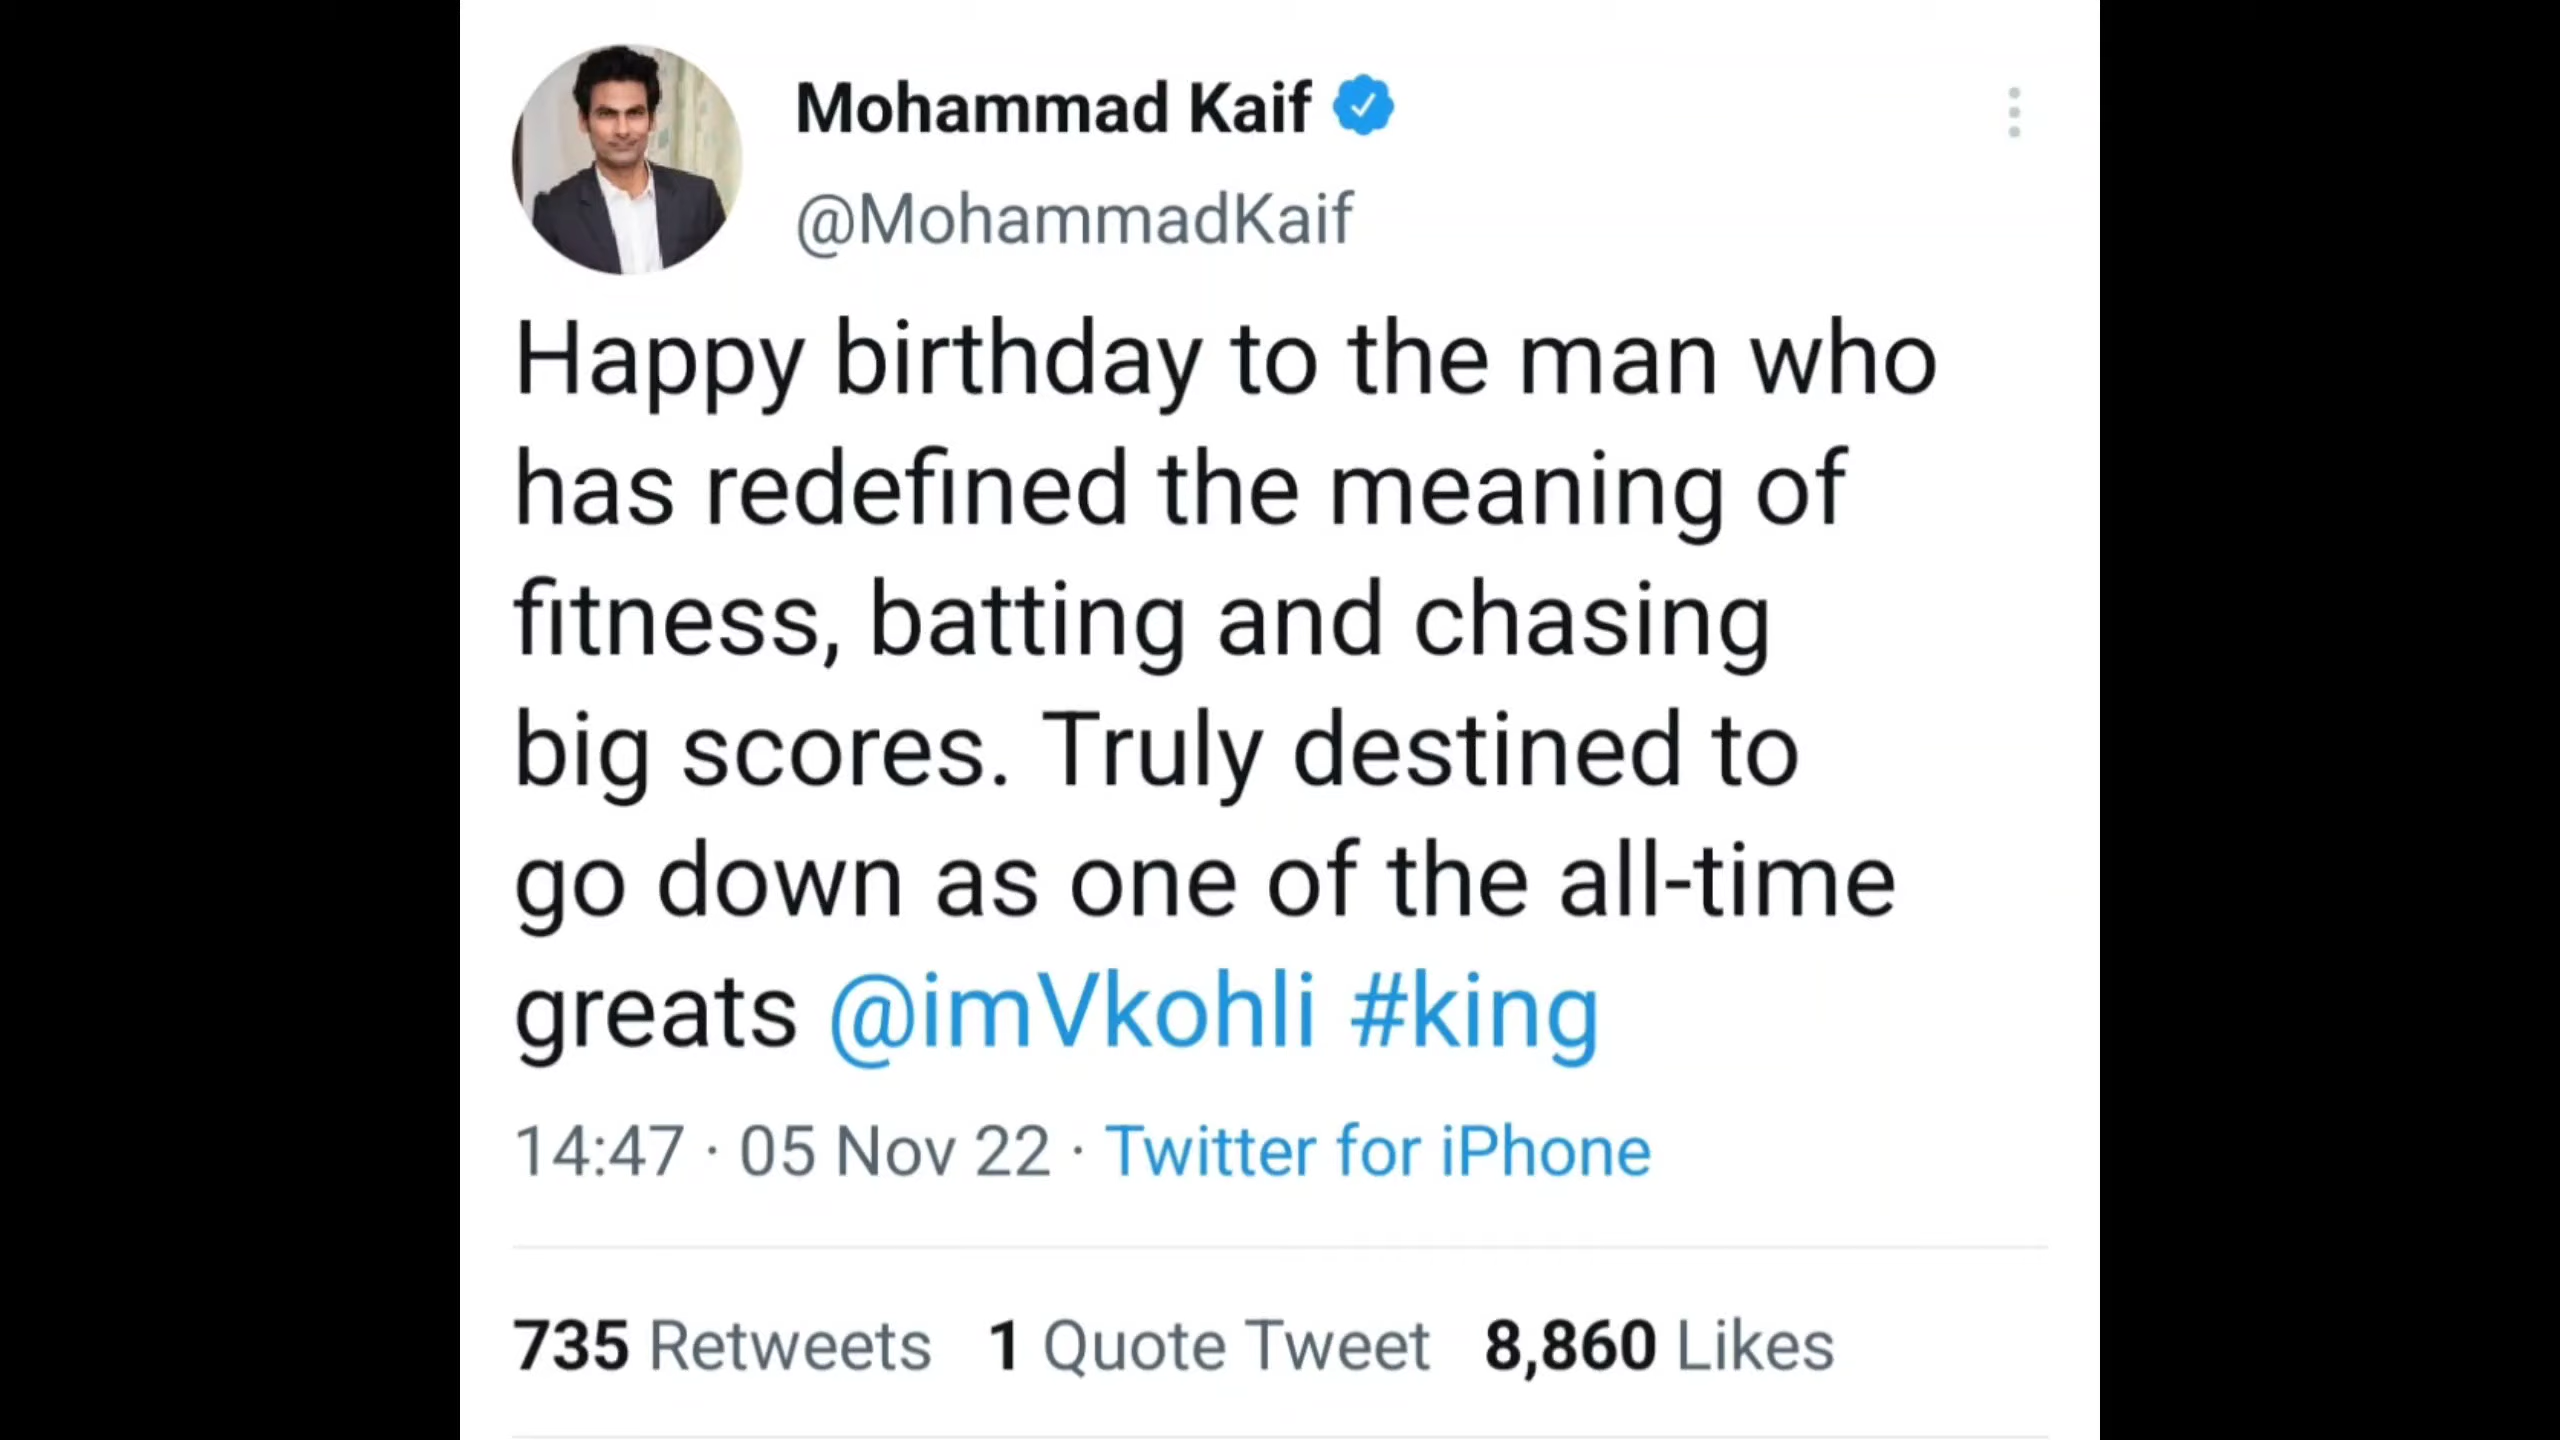 Mohammad Kaif
@MohammadKaif
Happy birthday to the man who
has redefined the meaning of
fitness, batting and chasing
big scores. Truly destined to
go down as one of the all-time
greats @imVkohli #king
14:47 · 05 Nov 22 · Twitter for iPhone
735 Retweets 1 Quote Tweet 8,860 Likes